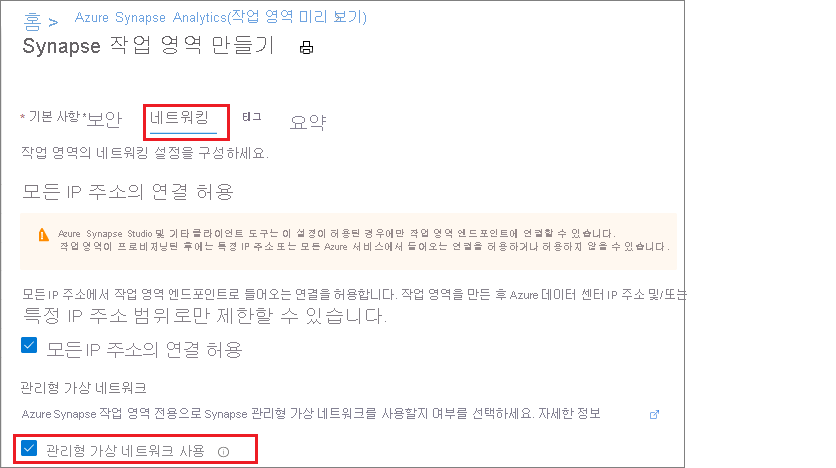 홈 > Azure Synapse Analytics(작업 영역 미리 보기)
Synapse 작업 영역 만들기
* 기본 사항 * 보안 네트워킹 태그 요약
작업 영역의 네트워킹 설정을 구성하세요.
모든 IP 주소의 연결 허용
Azure Synapse Studio 및 기타 클라이언트 도구는 이 설정이 허용된 경우에만 작업 영역 엔드포인트에 연결할 수 있습니다.
작업 영역이 프로비저닝된 후에는 특정 IP 주소 또는 모든 Azure 서비스에서 들어오는 연결을 허용하거나 허용하지 않을 수 있습니다.
모든 IP 주소에서 작업 영역 엔드포인트로 들어오는 연결을 허용합니다. 작업 영역을 만든 후 Azure 데이터 센터 IP 주소 및/또는
특정 IP 주소 범위로만 제한할 수 있습니다.
모든 IP 주소의 연결 허용
관리형 가상 네트워크
Azure Synapse 작업 영역 전용으로 Synapse 관리형 가상 네트워크를 사용할지 여부를 선택하세요. 자세한 정보
관리형 가상 네트워크 사용